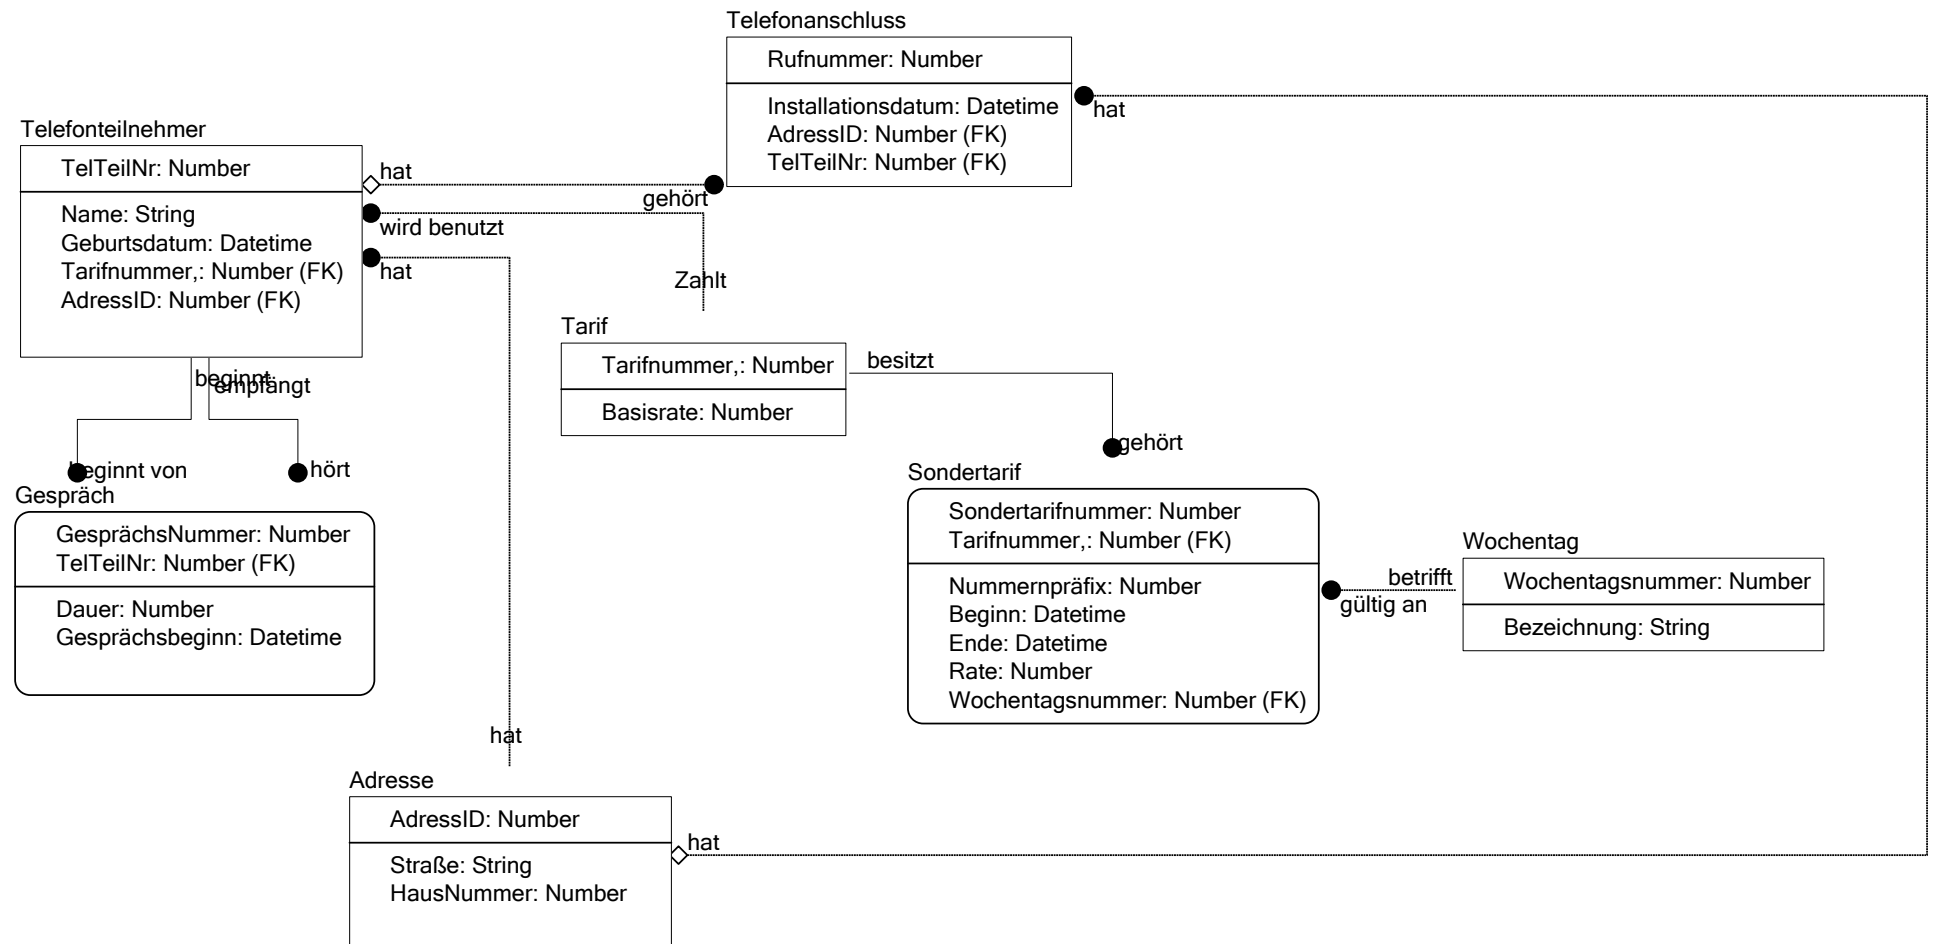 Telefonanschluss
Rufnummer: Number
Installationsdatum: Datetime
AdressID: Number (FK)
TelTeilNr: Number (FK)
hat
Telefonteilnehmer
TelTeilNr: Number
Name: String
Geburtsdatum: Datetime
Tarifnummer,: Number (FK)
AdressID: Number (FK)
hat
gehört
wird benutzt
hat
Zahlt
beginnt
empfängt
beginnt von
hört
Gespräch
GesprächsNummer: Number
TelTeilNr: Number (FK)
Dauer: Number
Gesprächsbeginn: Datetime
Tarif
Tarifnummer,: Number
Basisrate: Number
besitzt
gehört
Sondertarif
Sondertarifnummer: Number
Tarifnummer,: Number (FK)
Nummernpräfix: Number
Beginn: Datetime
Ende: Datetime
Rate: Number
Wochentagsnummer: Number (FK)
betrifft
gültig an
Wochentag
Wochentagsnummer: Number
Bezeichnung: String
hat
Adresse
AdressID: Number
Straße: String
HausNummer: Number
hat